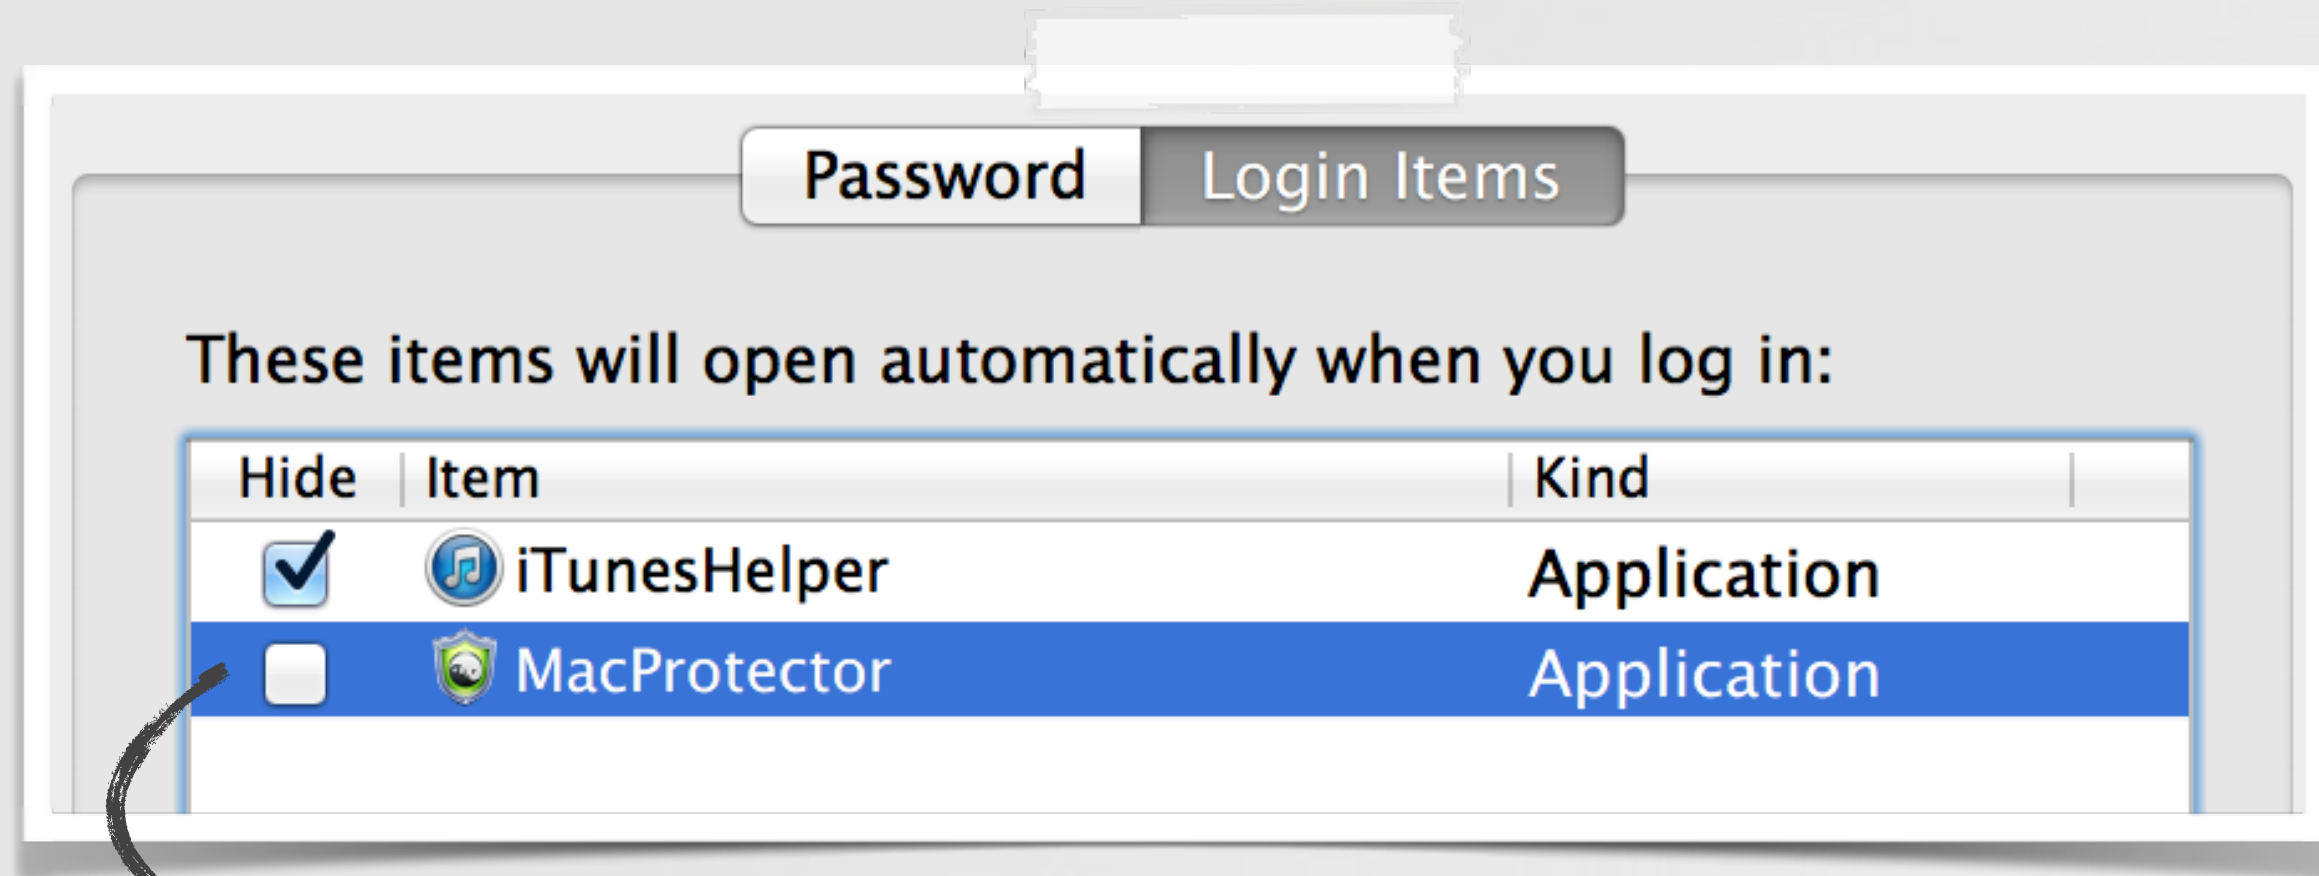 Password Login Items
These items will open automatically when you log in:
Hide Item Kind
iTunesHelper Application
MacProtector Application